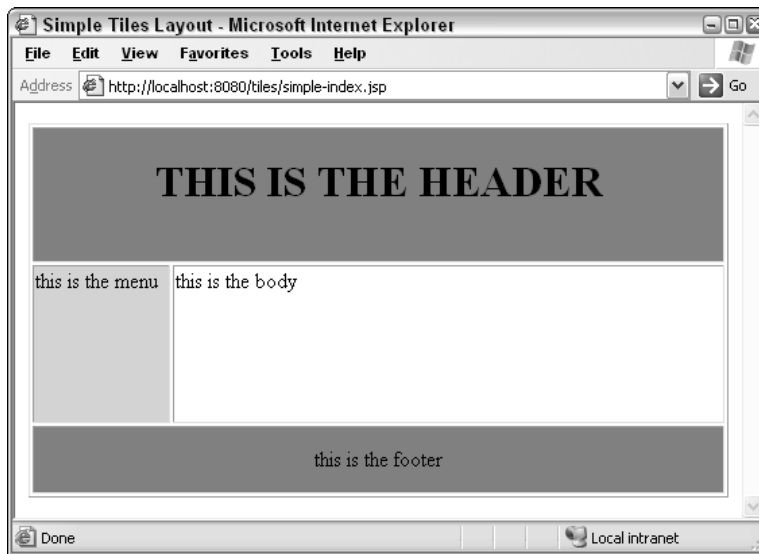 Simple Tiles Layout - Microsoft Internet Explorer
File Edit View Favorites Tools Help
Address http://localhost:8080/tiles/simple-index.jsp Go
THIS IS THE HEADER
this is the menu this is the body
this is the footer
Done Local intranet